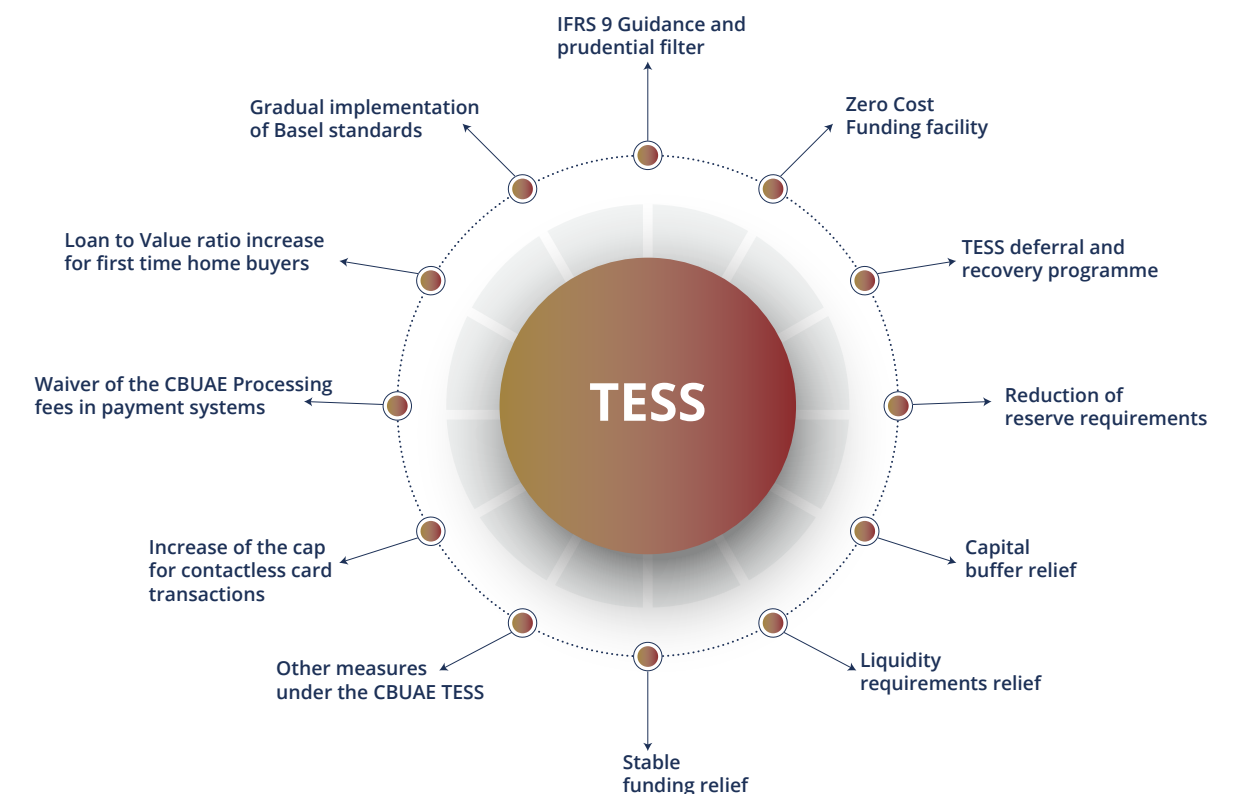 IFRS 9 Guidance and
prudential filter
Zero Cost
Funding facility
TESS deferral and
recovery programme
Reduction of
reserve requirements
Capital
buffer relief
Liquidity
requirements relief
Stable
funding relief
Other measures
under the CBUAE TESS
Increase of the cap
for contactless card
transactions
Waiver of the CBUAE Processing
fees in payment systems
Loan to Value ratio increase
for first time home buyers
Gradual implementation
of Basel standards
TESS